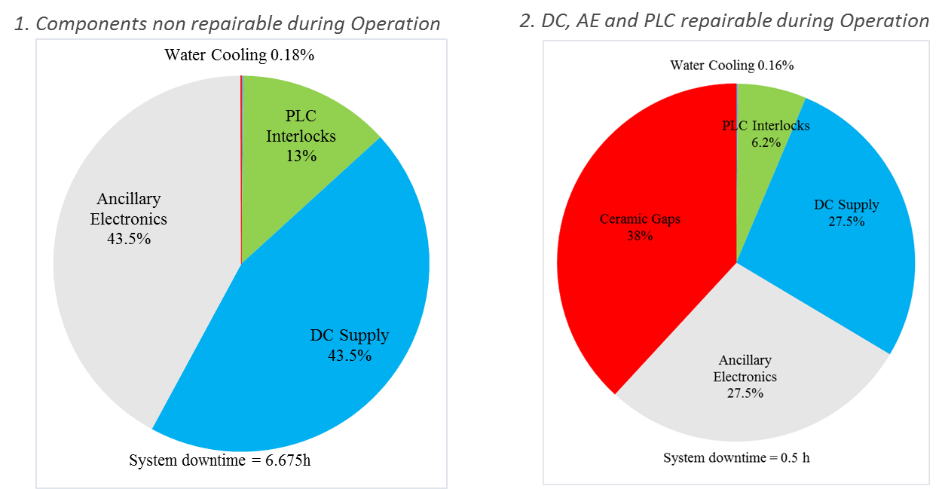 1. Components non repairable during Operation
Water Cooling 0.18%
PLC
Interlocks
13%
Ancillary
Electronics
43.5%
DC Supply
43.5%
System downtime = 6.675h
2. DC, AE and PLC repairable during Operation
Water Cooling 0.16%
PLC Interlocks
6.2%
DC Supply
27.5%
Ceramic Gaps
38%
Ancillary
Electronics
27.5%
System downtime = 0.5 h